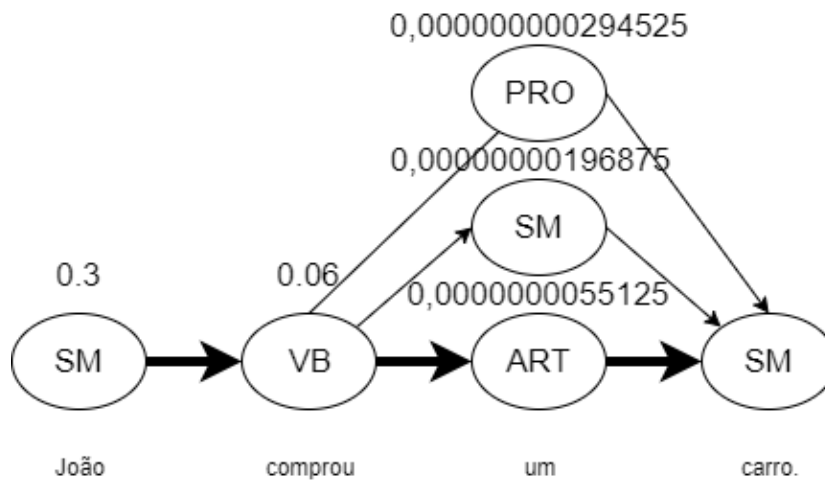 0,000000000294525
PRO
0,00000000196875
SM
0.3
0.06
0,0000000055125
SM
VB
ART
SM
João
comprou
um
carro.